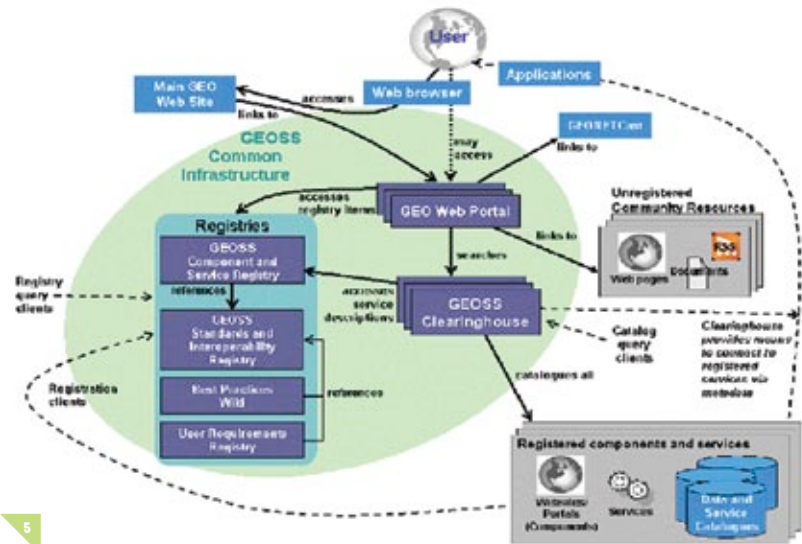 User
Main GEO
Web Site
Web browser
Applications
accesses
links to
GEONETCast
links to
may
access
GEOSS
Common
Infrastructure
accesses
registry items
GEO Web Portal
Unregistered
Community Resources
RSS
Web pages
Documents
links to
Registries
GEOSS
Component and
Service Registry
searches
Registry
query
clients
references
accesses
service
descriptions
GEOSS
Clearinghouse
GEOSS
Standards and
Interoperability
Registry
Catalog
query
clients
Clearinghouse
provides means
to connect to
registered
services via
metadata
Registration
clients
Best Practices
Wiki
references
catalogues all
User Requirements
Registry
Registered components and services
Websites/
Portals
(Components)
Services
Data and
Service
Catalogues
5